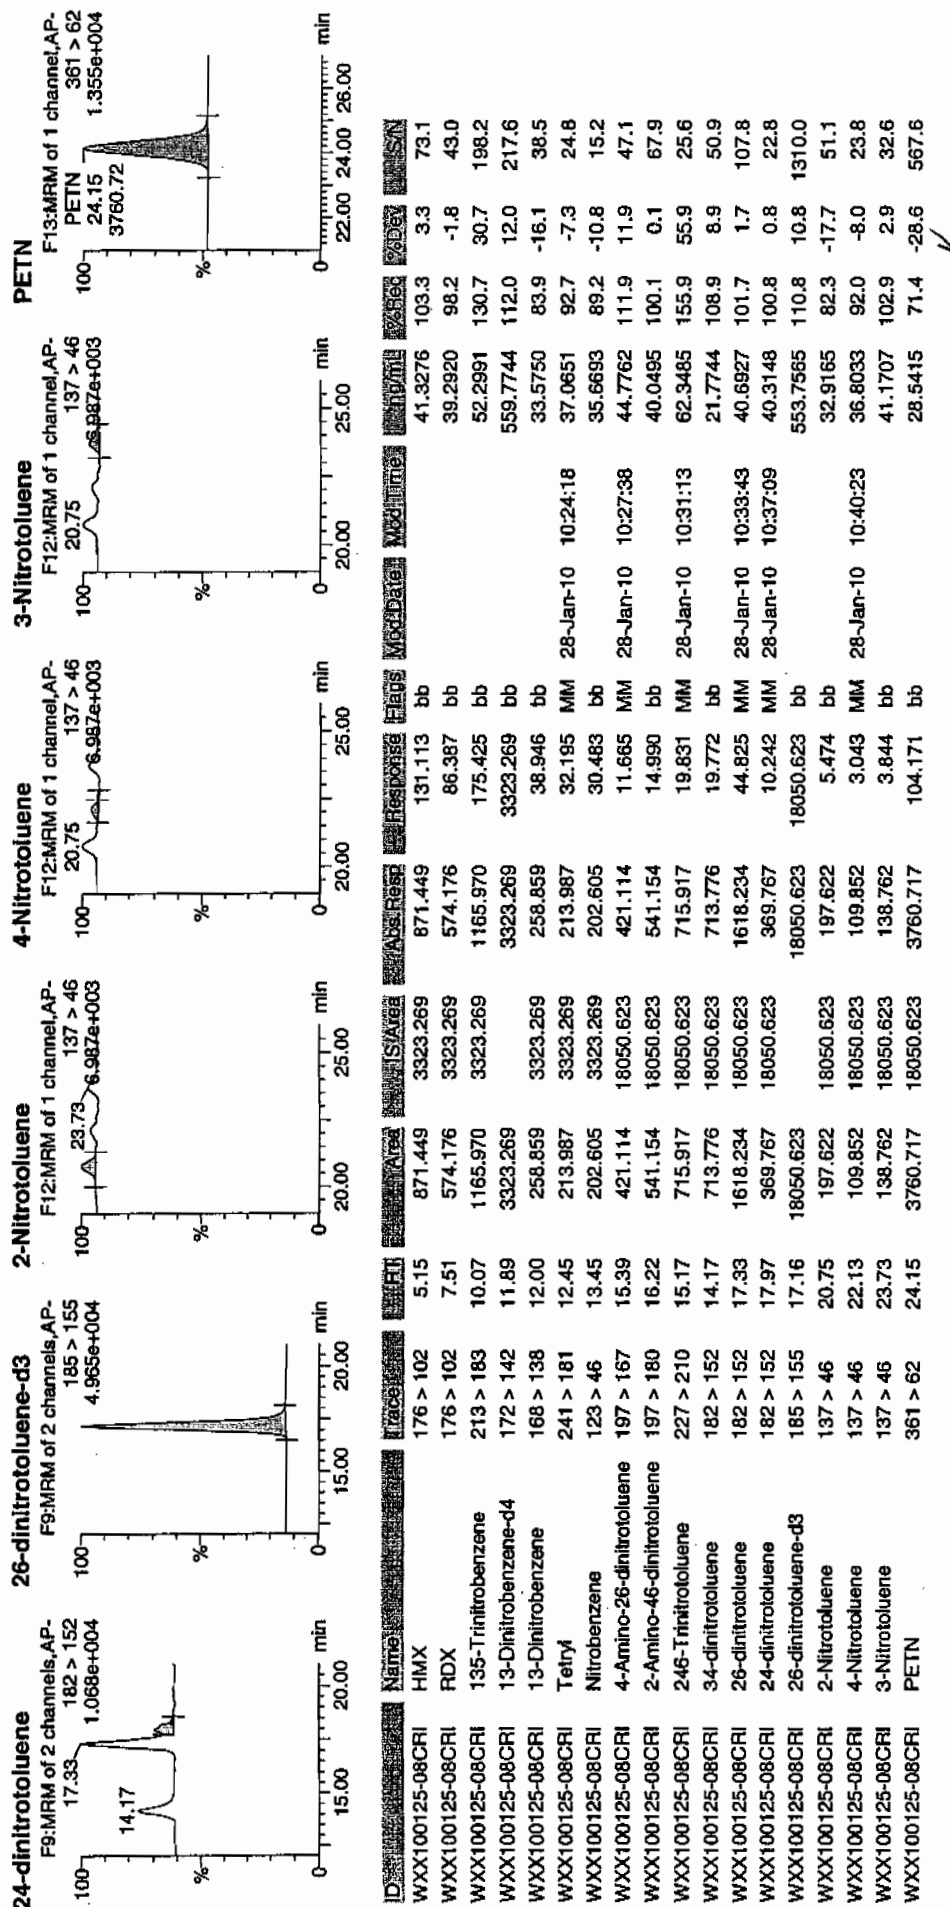 24-dinitrotoluene
F9:MRM of 2 channels,AP-
182 > 152
1.068e+004
100
17.33
14.17
%
0
15.00
20.00
min
26-dinitrotoluene-d3
F9:MRM of 2 channels,AP-
185 > 155
4.965e+004
100
%
0
15.00
20.00
min
2-Nitrotoluene
F12:MRM of 1 channel,AP-
137 > 46
6.987e+003
100
23.73
20.00
25.00
min
4-Nitrotoluene
F12:MRM of 1 channel,AP-
137 > 46
6.987e+003
100
20.75
%
0
20.00
25.00
min
3-Nitrotoluene
F12:MRM of 1 channel,AP-
137 > 46
6.987e+003
100
20.75
%
0
20.00
25.00
min
PETN
F13:MRM of 1 channel,AP-
PETN
24.15
3760.72
361 > 62
1.355e+004
100
%
0
22.00
24.00
26.00
min
ID Name Trace RT Area IS Area Abs.Resp Response Flags Mod.Date Mod.Time ng/mL %Rec %Dev S/N
WXX100125-08CRI HMX 176 > 102 5.15 871.449 3323.269 871.449 131.113 bb 41.3276 103.3 3.3 73.1
WXX100125-08CRI RDX 176 > 102 7.51 574.176 3323.269 574.176 86.387 bb 39.2920 98.2 -1.8 43.0
WXX100125-08CRI 135-Trinitrobenzene 213 > 183 10.07 1165.970 3323.269 1165.970 175.425 bb 52.2991 130.7 30.7 198.2
WXX100125-08CRI 13-Dinitrobenzene-d4 172 > 142 11.89 3323.269 3323.269 3323.269 bb 559.7744 112.0 12.0 217.6
WXX100125-08CRI 13-Dinitrobenzene 168 > 138 12.00 258.859 3323.269 258.859 38.946 bb 33.5750 83.9 -16.1 38.5
WXX100125-08CRI Tetryl 241 > 181 12.45 213.987 3323.269 213.987 32.195 MM 28-Jan-10 10:24:18 37.0651 92.7 -7.3 24.8
WXX100125-08CRI Nitrobenzene 123 > 46 13.45 202.605 3323.269 202.605 30.483 bb 35.6693 89.2 -10.8 15.2
WXX100125-08CRI 4-Amino-26-dinitrotoluene 197 > 167 15.39 421.114 18050.623 421.114 11.665 MM 28-Jan-10 10:27:38 44.7762 111.9 11.9 47.1
WXX100125-08CRI 2-Amino-46-dinitrotoluene 197 > 180 16.22 541.154 18050.623 541.154 14.990 bb 40.0495 100.1 0.1 67.9
WXX100125-08CRI 246-Trinitrotoluene 227 > 210 15.17 715.917 18050.623 715.917 19.831 MM 28-Jan-10 10:31:13 62.3485 155.9 55.9 25.6
WXX100125-08CRI 34-dinitrotoluene 182 > 152 14.17 713.776 18050.623 713.776 19.772 bb 21.7744 108.9 8.9 50.9
WXX100125-08CRI 26-dinitrotoluene 182 > 152 17.33 1618.234 18050.623 1618.234 44.825 MM 28-Jan-10 10:33:43 40.6927 101.7 1.7 107.8
WXX100125-08CRI 24-dinitrotoluene 182 > 152 17.97 369.767 18050.623 369.767 10.242 MM 28-Jan-10 10:37:09 40.3148 100.8 0.8 22.8
WXX100125-08CRI 26-dinitrotoluene-d3 185 > 155 17.16 18050.623 18050.623 18050.623 bb 553.7565 110.8 10.8 1310.0
WXX100125-08CRI 2-Nitrotoluene 137 > 46 20.75 197.622 18050.623 197.622 5.474 bb 32.9165 82.3 -17.7 51.1
WXX100125-08CRI 4-Nitrotoluene 137 > 46 22.13 109.852 18050.623 109.852 3.043 MM 28-Jan-10 10:40:23 36.8033 92.0 -8.0 23.8
WXX100125-08CRI 3-Nitrotoluene 137 > 46 23.73 138.762 18050.623 138.762 3.844 bb 41.1707 102.9 2.9 32.6
WXX100125-08CRI PETN 361 > 62 24.15 3760.717 18050.623 3760.717 104.171 bb 28.5415 71.4 -28.6 567.6